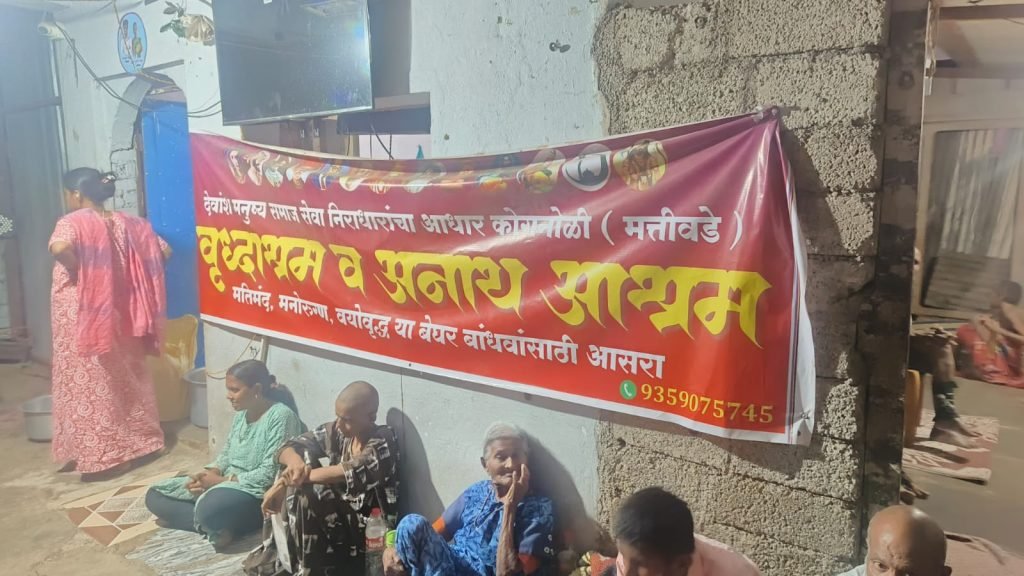 देवांश मनुष्य समाज सेवा निराधारांचा आधार कोगनोळी ( मत्तीवडे )
वृध्दाश्रम व अनाथ आश्रम
मतिमंद, मनोरुग्ण, वयोवृद्ध या बेघर बांधवांसाठी आसरा
9359075745